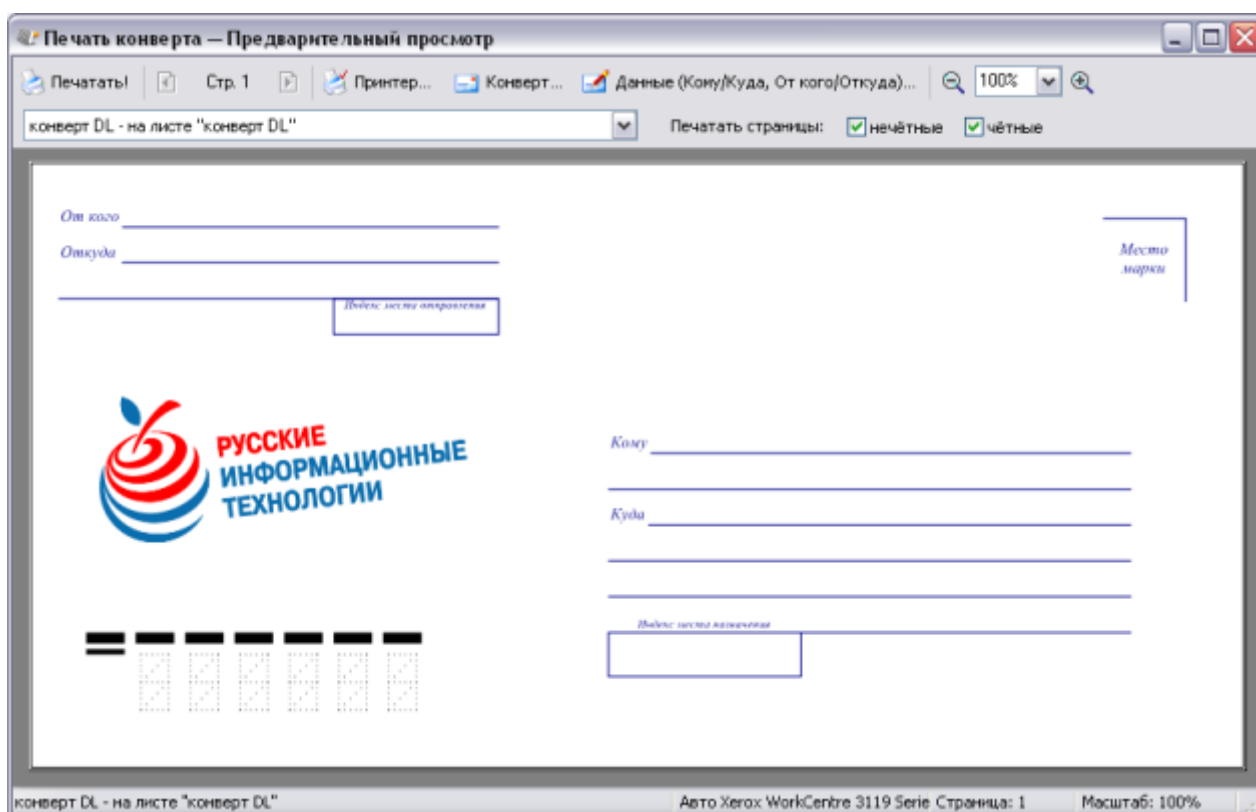 Печать конверта — Предварительный просмотр
Печатать! Стр. 1 Принтер... Конверт... Данные (Кому/Куда, От кого/Откуда)... 100%
конверт DL - на листе "конверт DL" Печатать страницы: нечётные чётные
От кого
Откуда
Место
марки
Индекс места отправления
РУССКИЕ
ИНФОРМАЦИОННЫЕ
ТЕХНОЛОГИИ
Кому
Куда
Индекс места назначения
конверт DL - на листе "конверт DL" Авто Xerox WorkCentre 3119 Serie Страница: 1 Масштаб: 100%